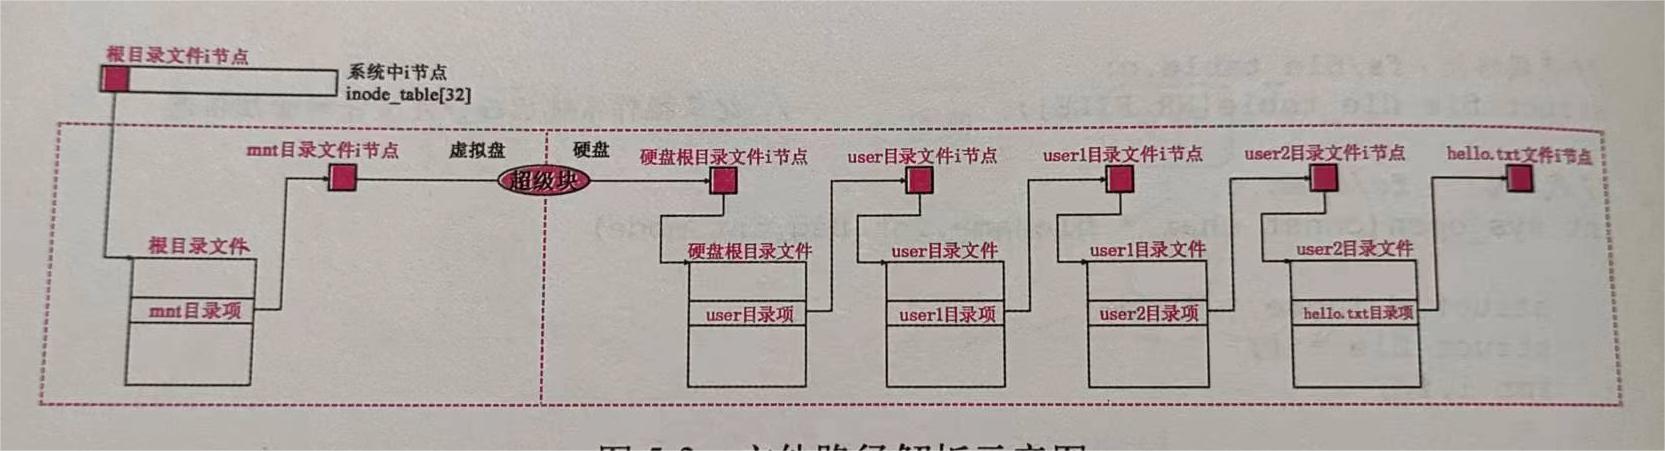 根目录文件i节点
系统中i节点
inode_table[32]
mnt目录文件i节点
虚拟盘
硬盘
硬盘根目录文件i节点
user目录文件i节点
user1目录文件i节点
user2目录文件i节点
hello.txt文件i节点
超级块
根目录文件
硬盘根目录文件
user目录文件
user1目录文件
user2目录文件
mnt目录项
user目录项
user1目录项
user2目录项
hello.txt目录项